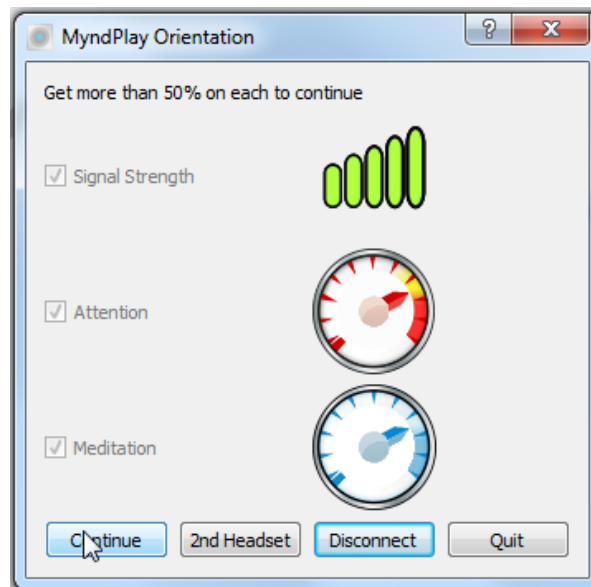 MyndPlay Orientation
Get more than 50% on each to continue
Signal Strength
Attention
Meditation
Continue 2nd Headset Disconnect Quit